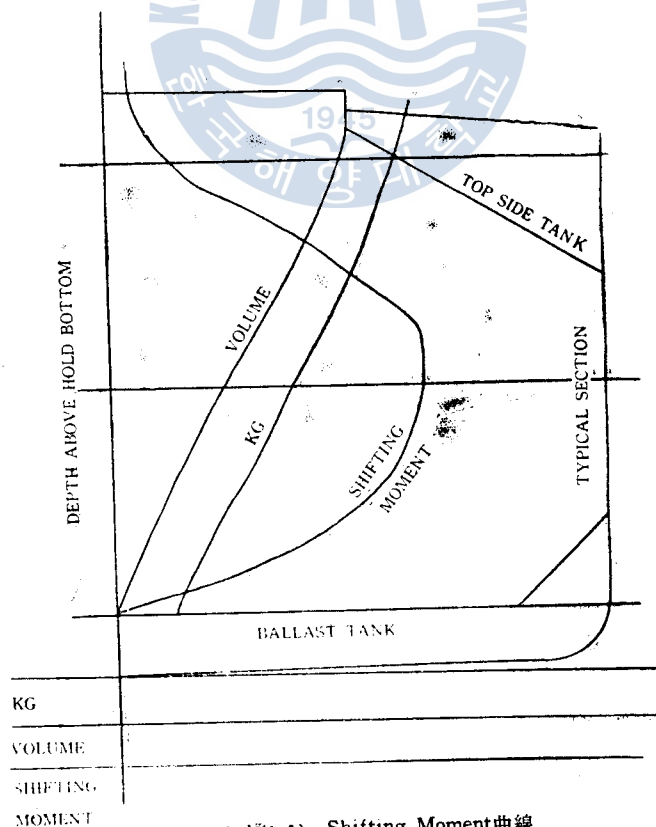 1945
TOP SIDE TANK
DEPTH ABOVE HOLD BOTTOM
VOLUME
KG
SHIFTING
MOMENT
TYPICAL SECTION
BALLAST TANK
KG
VOLUME
SHIFTING
MOMENT
Shifting Moment曲線